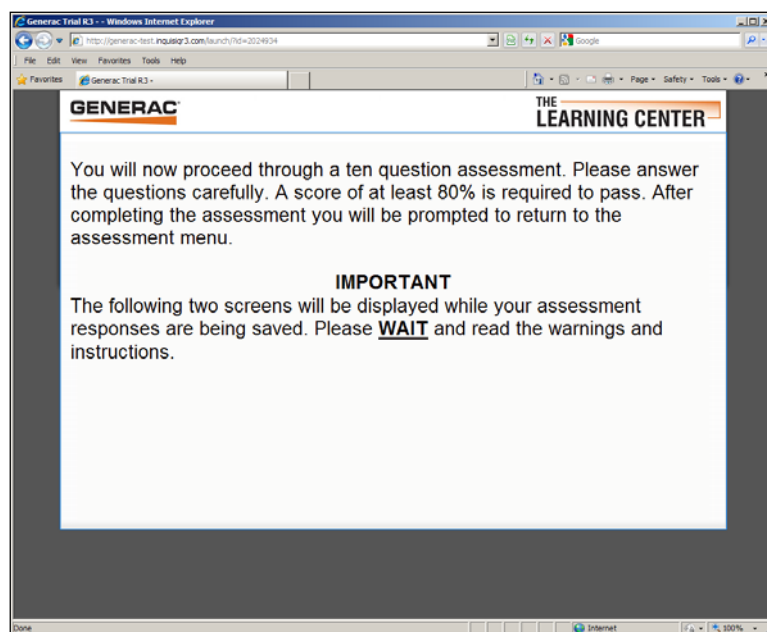 Generac Trial R3 - - Windows Internet Explorer
http://generac-test.inquisiqr3.com/launch/?id=2024934
Google
File Edit View Favorites Tools Help
Favorites Generac Trial R3 - Page Safety Tools
GENERAC
THE
LEARNING CENTER
You will now proceed through a ten question assessment. Please answer
the questions carefully. A score of at least 80% is required to pass. After
completing the assessment you will be prompted to return to the
assessment menu.
IMPORTANT
The following two screens will be displayed while your assessment
responses are being saved. Please WAIT and read the warnings and
instructions.
Done Internet 100%